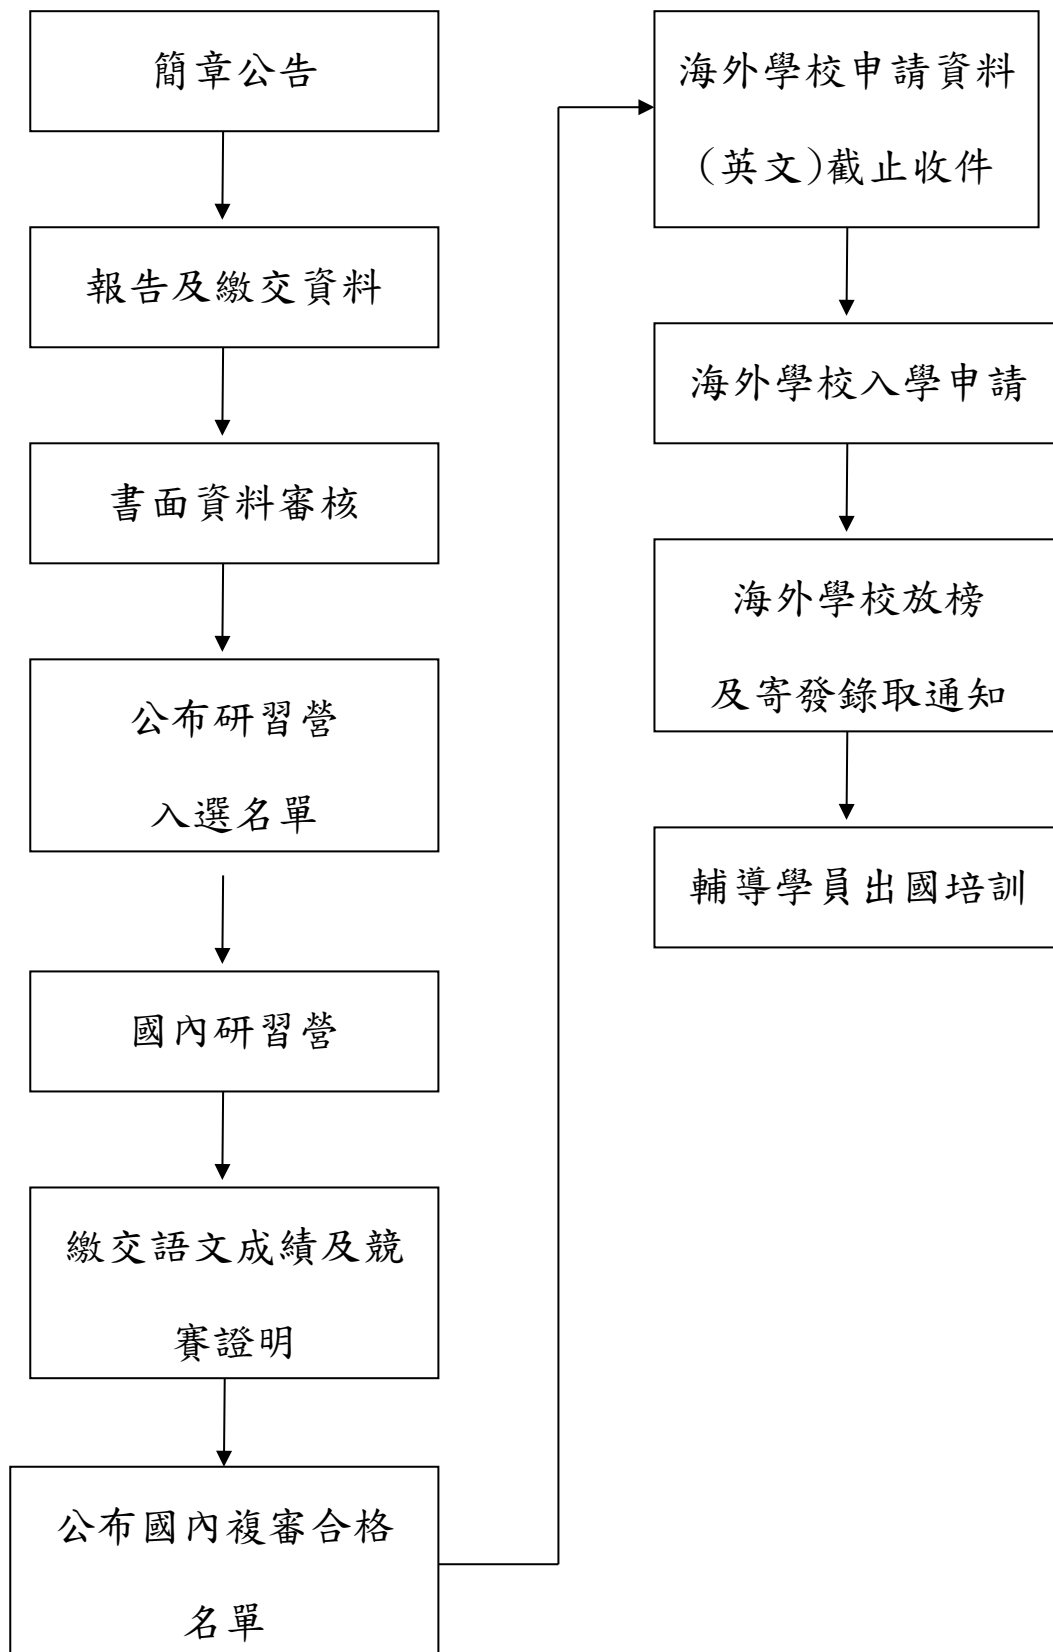 簡章公告
報告及繳交資料
書面資料審核
公布研習營
入選名單
國內研習營
繳交語文成績及競
賽證明
公布國內複審合格
名單
海外學校申請資料
(英文)截止收件
海外學校入學申請
海外學校放榜
及寄發錄取通知
輔導學員出國培訓